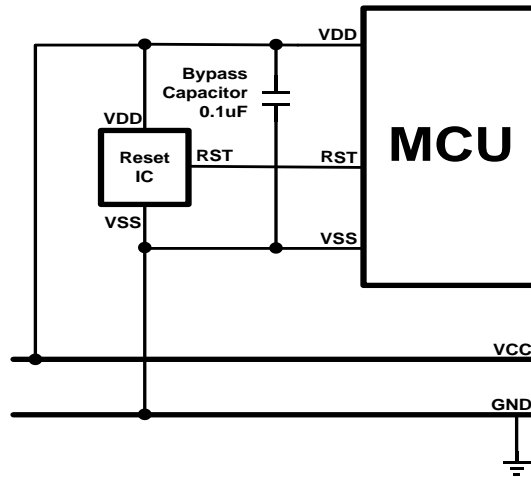 VDD
Bypass
Capacitor
0.1uF
VDD
Reset
IC
RST
RST
MCU
VSS
VSS
VCC
GND